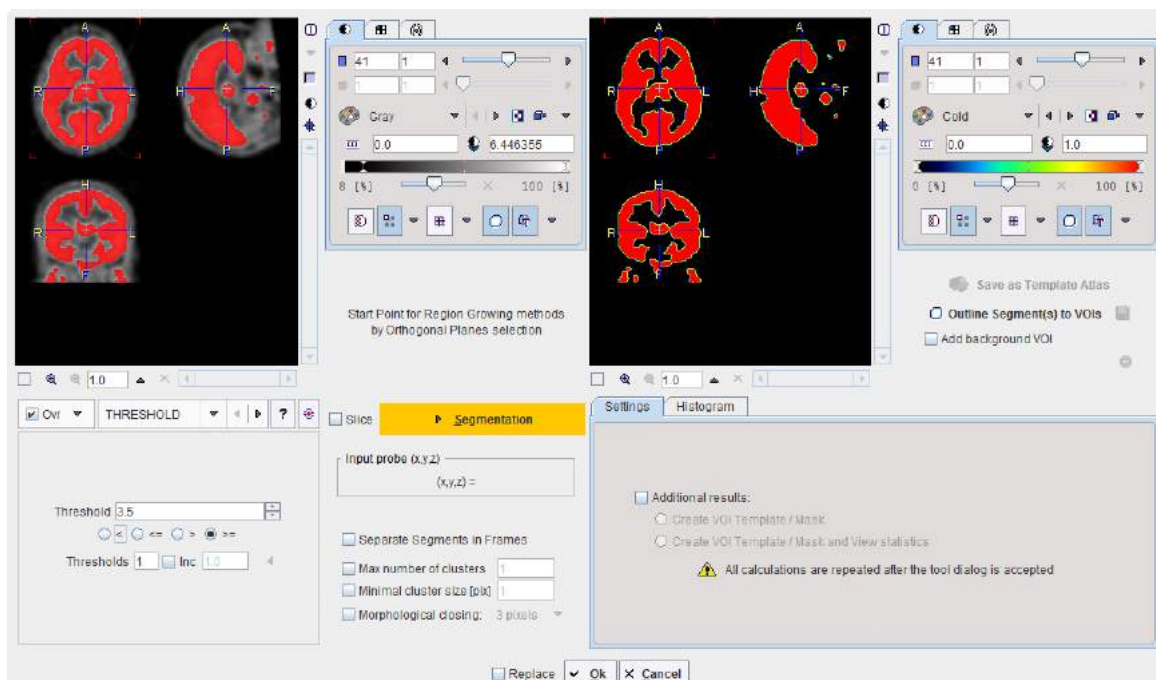 A
A
R
L
H
F
P
P
H
R
L
F
1.0
41
1
1
1
Gray
0.0
6.446355
8 [%]
100 [%]
Start Point for Region Growing methods
by Orthogonal Planes selection
A
A
R
L
H
F
P
P
H
R
L
F
1.0
41
1
1
1
Cold
0.0
1.0
0 [%]
100 [%]
Save as Template Atlas
Outline Segment(s) to VOIs
Add background VOI
Ovr
THRESHOLD
?
Threshold 3.5
< <= > >=
Thresholds 1 Inc 1.0
Slice
Segmentation
Input probe (x,y,z)
(x,y,z) =
Separate Segments in Frames
Max number of clusters 1
Minimal cluster size [pix] 1
Morphological closing: 3 pixels
Settings
Histogram
Additional results:
Create VOI Template / Mask
Create VOI Template / Mask and View statistics
All calculations are repeated after the tool dialog is accepted
Replace
Ok
Cancel